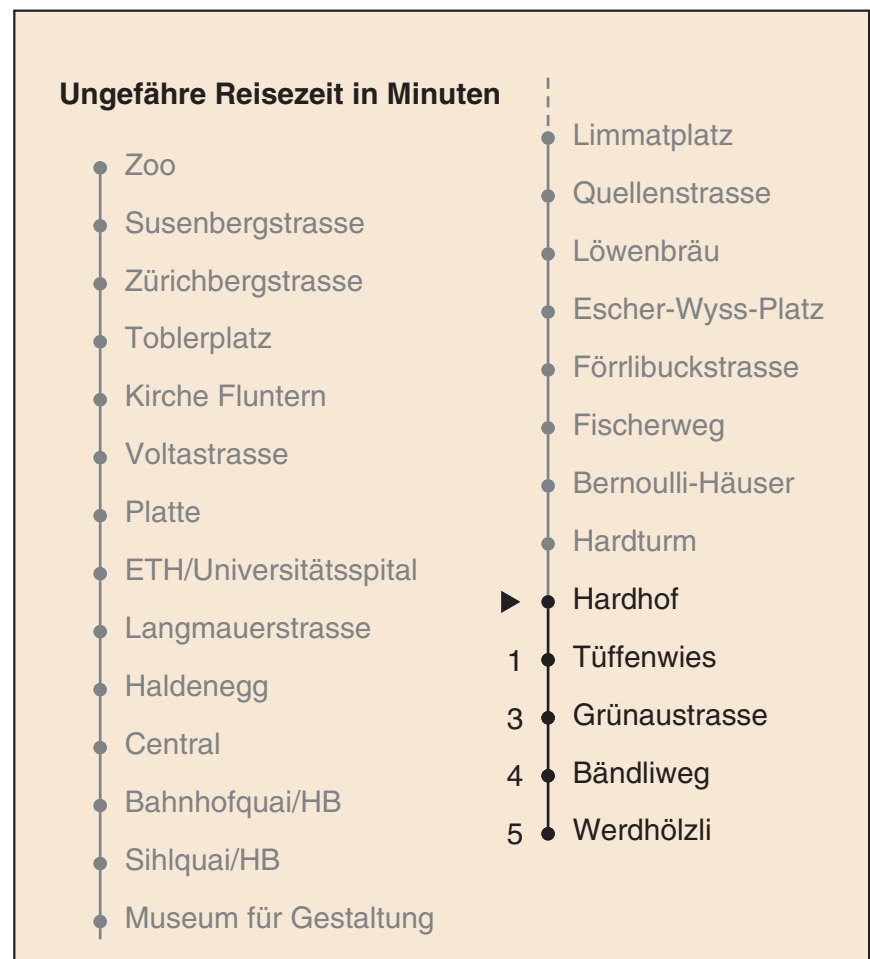 Ungefähre Reisezeit in Minuten
Zoo
Susenbergstrasse
Zürichbergstrasse
Toblerplatz
Kirche Fluntern
Voltastrasse
Platte
ETH/Universitätsspital
Langmauerstrasse
Haldenegg
Central
Bahnhofquai/HB
Sihlquai/HB
Museum für Gestaltung
Limmatplatz
Quellenstrasse
Löwenbräu
Escher-Wyss-Platz
Förrlibuckstrasse
Fischerweg
Bernoulli-Häuser
Hardturm
Hardhof
1 Tüffenwies
3 Grünaustrasse
4 Bändliweg
5 Werdhölzli